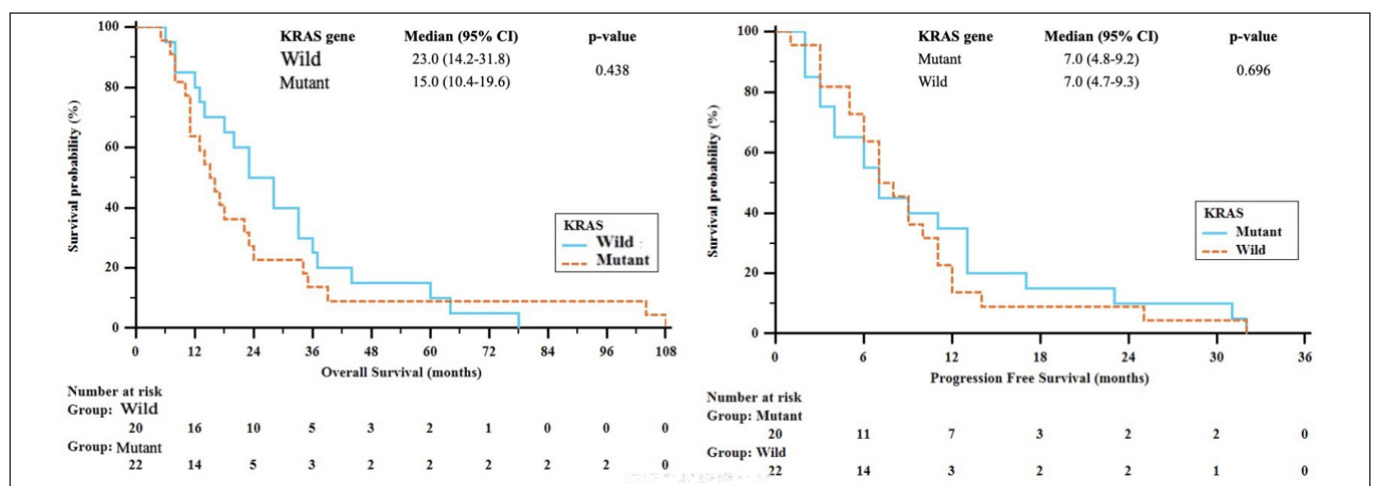 KRAS gene Median (95% CI) p-value
Wild 23.0 (14.2-31.8)
0.438
Mutant 15.0 (10.4-19.6)
Survival probability (%)
100
80
60
40
20
0
KRAS
Wild :
Mutant
0 12 24 36 48 60 72 84 96 108
Overall Survival (months)
Number at risk
Group: Wild
20 16 10 5 3 2 1 0 0 0
Group: Mutant
22 14 5 3 2 2 2 2 2 0
KRAS gene Median (95% CI) p-value
Mutant 7.0 (4.8-9.2)
0.696
Wild 7.0 (4.7-9.3)
Survival probability (%)
100
80
60
40
20
0
KRAS
Mutant
Wild
0 6 12 18 24 30 36
Progression Free Survival (months)
Number at risk
Group: Mutant
20 11 7 3 2 2 0
Group: Wild
22 14 3 2 2 1 0